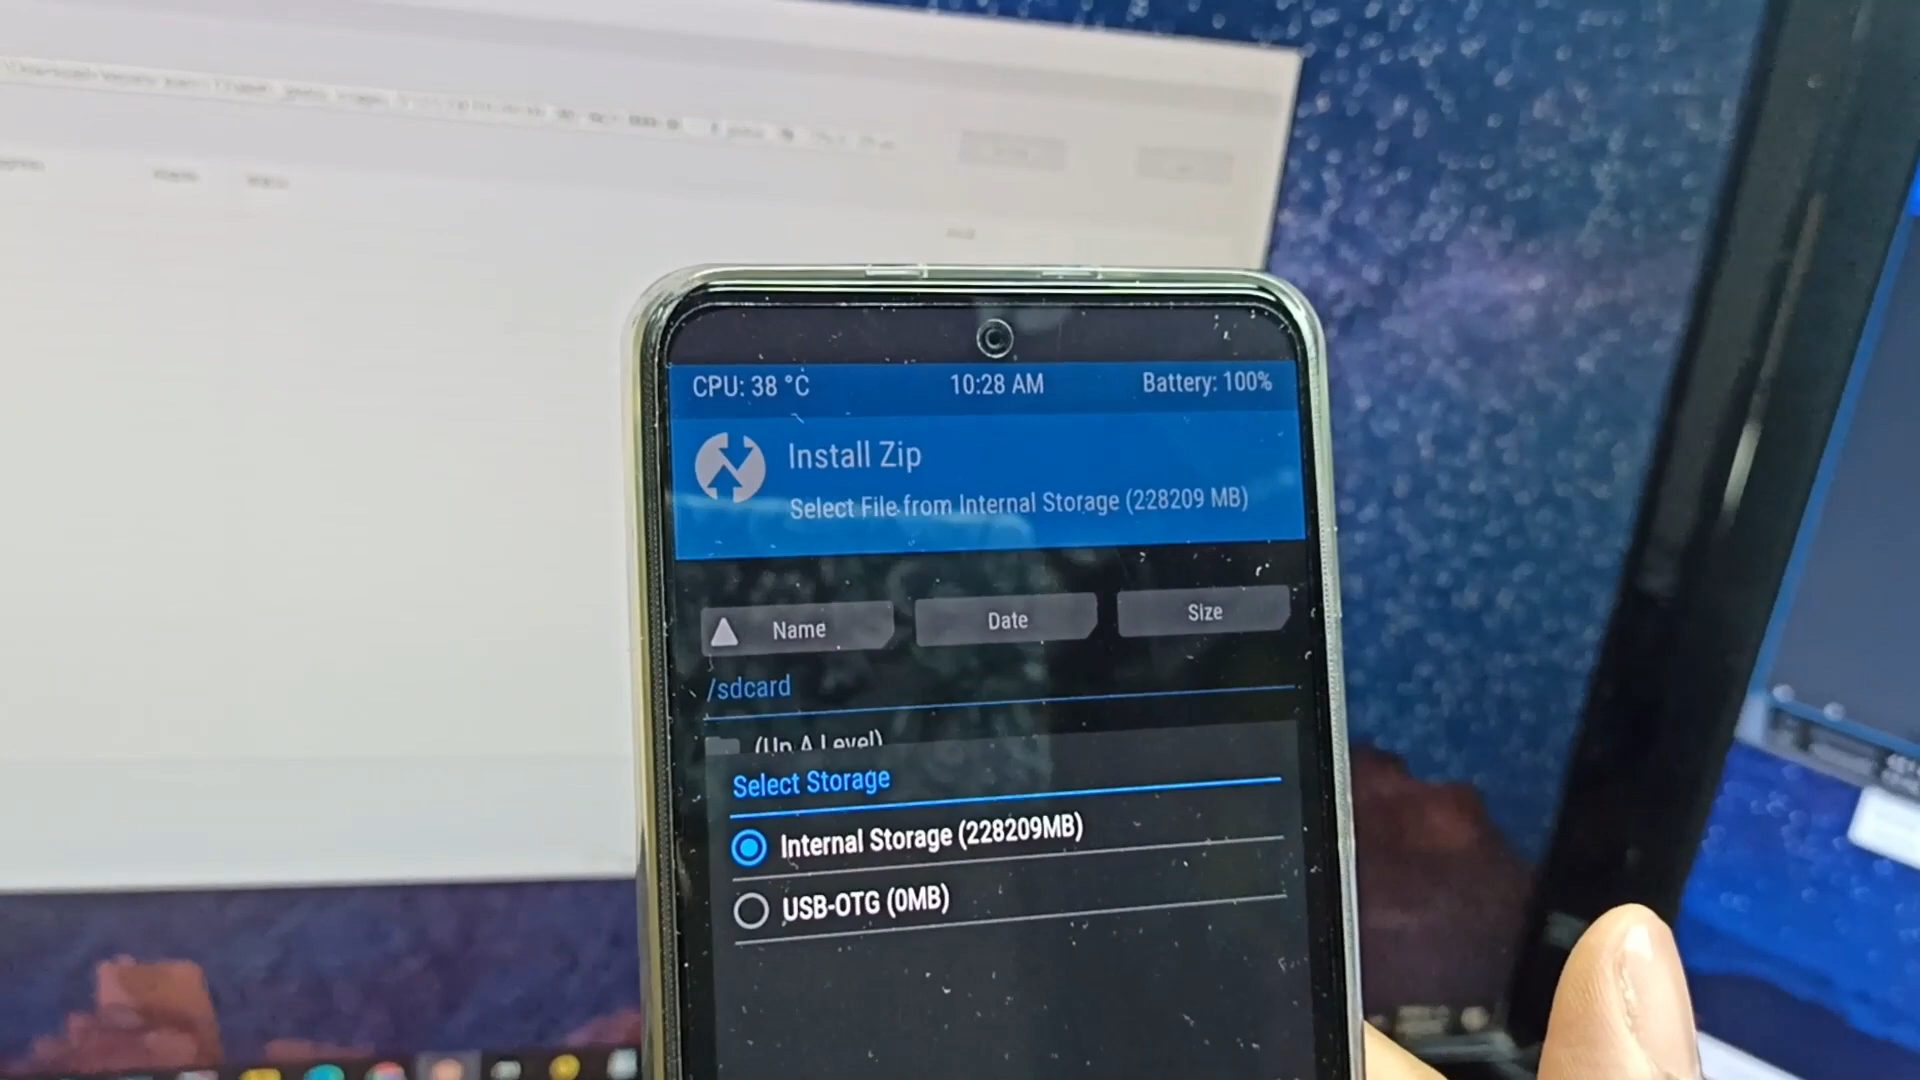 CPU: 38 °C 10:28 AM Battery: 100%
Install Zip
Select File from Internal Storage (228209 MB)
Name Date Size
/sdcard
(Up A Level)
Select Storage
Internal Storage (228209MB)
USB-OTG (0MB)